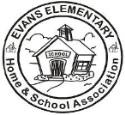 EVANS ELEMENTARY
SCHOOL
Home & School Association